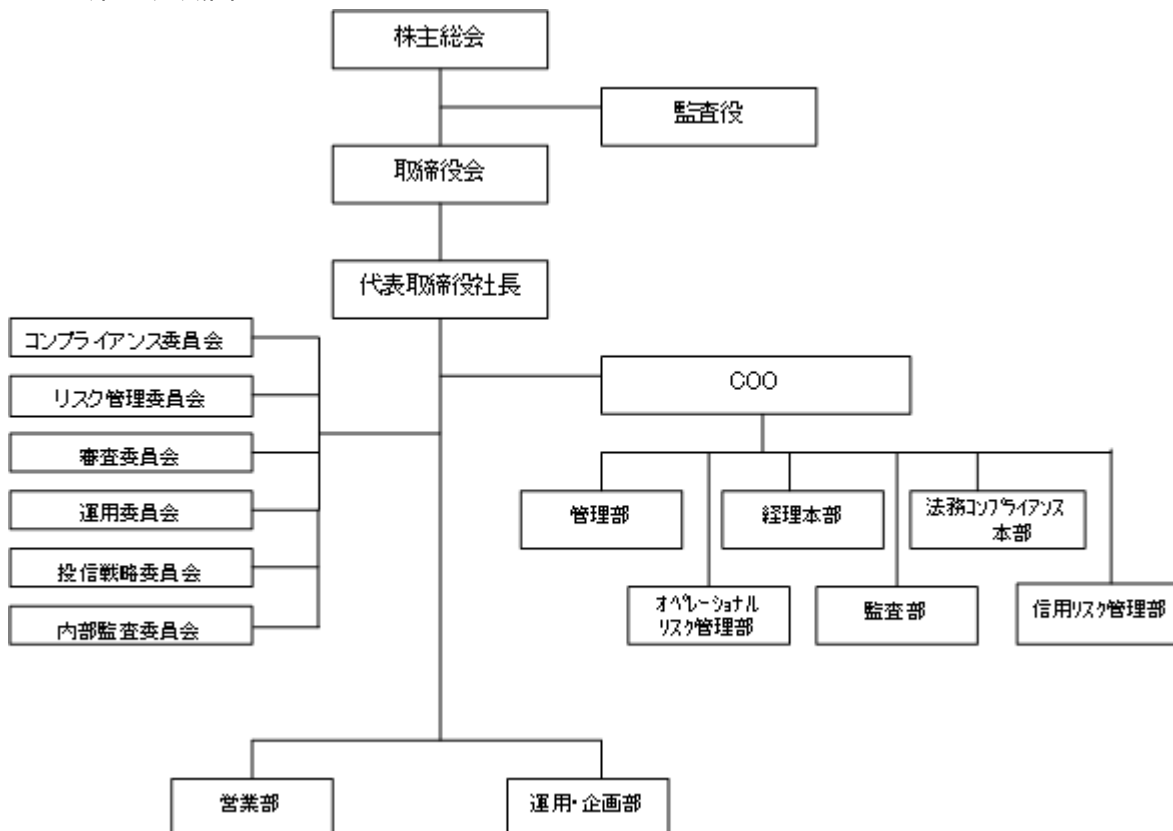 株主総会
監査役
取締役会
代表取締役社長
コンプライアンス委員会
リスク管理委員会
審査委員会
運用委員会
投信戦略委員会
内部監査委員会
COO
管理部
経理本部
法務ｺﾝﾌﾟﾗｲｱﾝｽ
本部
ｵﾍﾟﾚｰｼｮﾅﾙ
ﾘｽｸ管理部
監査部
信用ﾘｽｸ管理部
営業部
運用・企画部